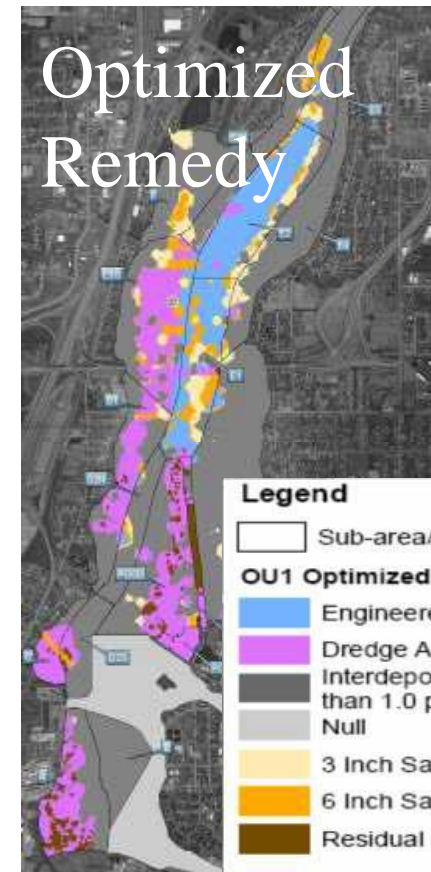 Optimized
Remedy
Legend
Sub-area/
OU1 Optimized
Engineere
Dredge A
Interdepo
than 1.0 p
Null
3 Inch Sa
6 Inch Sa
Residual